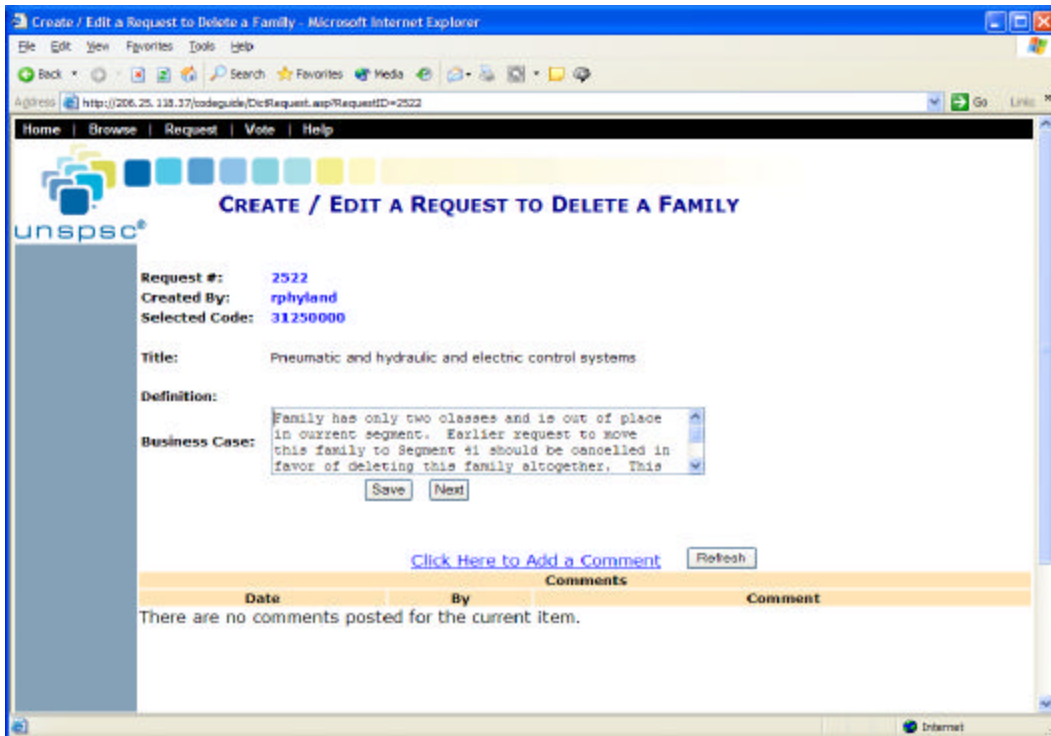 Create / Edit a Request to Delete a Family - Microsoft Internet Explorer
File Edit View Favorites Tools Help
Back Search Favorites Media
Address http://206.25.118.37/codeguide/DictRequest.asp?RequestID=2522 Go Links »
Home | Browse | Request | Vote | Help
CREATE / EDIT A REQUEST TO DELETE A FAMILY
unspsc®
Request #: 2522
Created By: rphyland
Selected Code: 31250000
Title: Pneumatic and hydraulic and electric control systems
Definition:
Business Case:
Family has only two classes and is out of place
in current segment. Earlier request to move
this family to Segment 41 should be cancelled in
favor of deleting this family altogether. This
Save Next
Click Here to Add a Comment Refresh
Comments
Date By Comment
There are no comments posted for the current item.
Internet